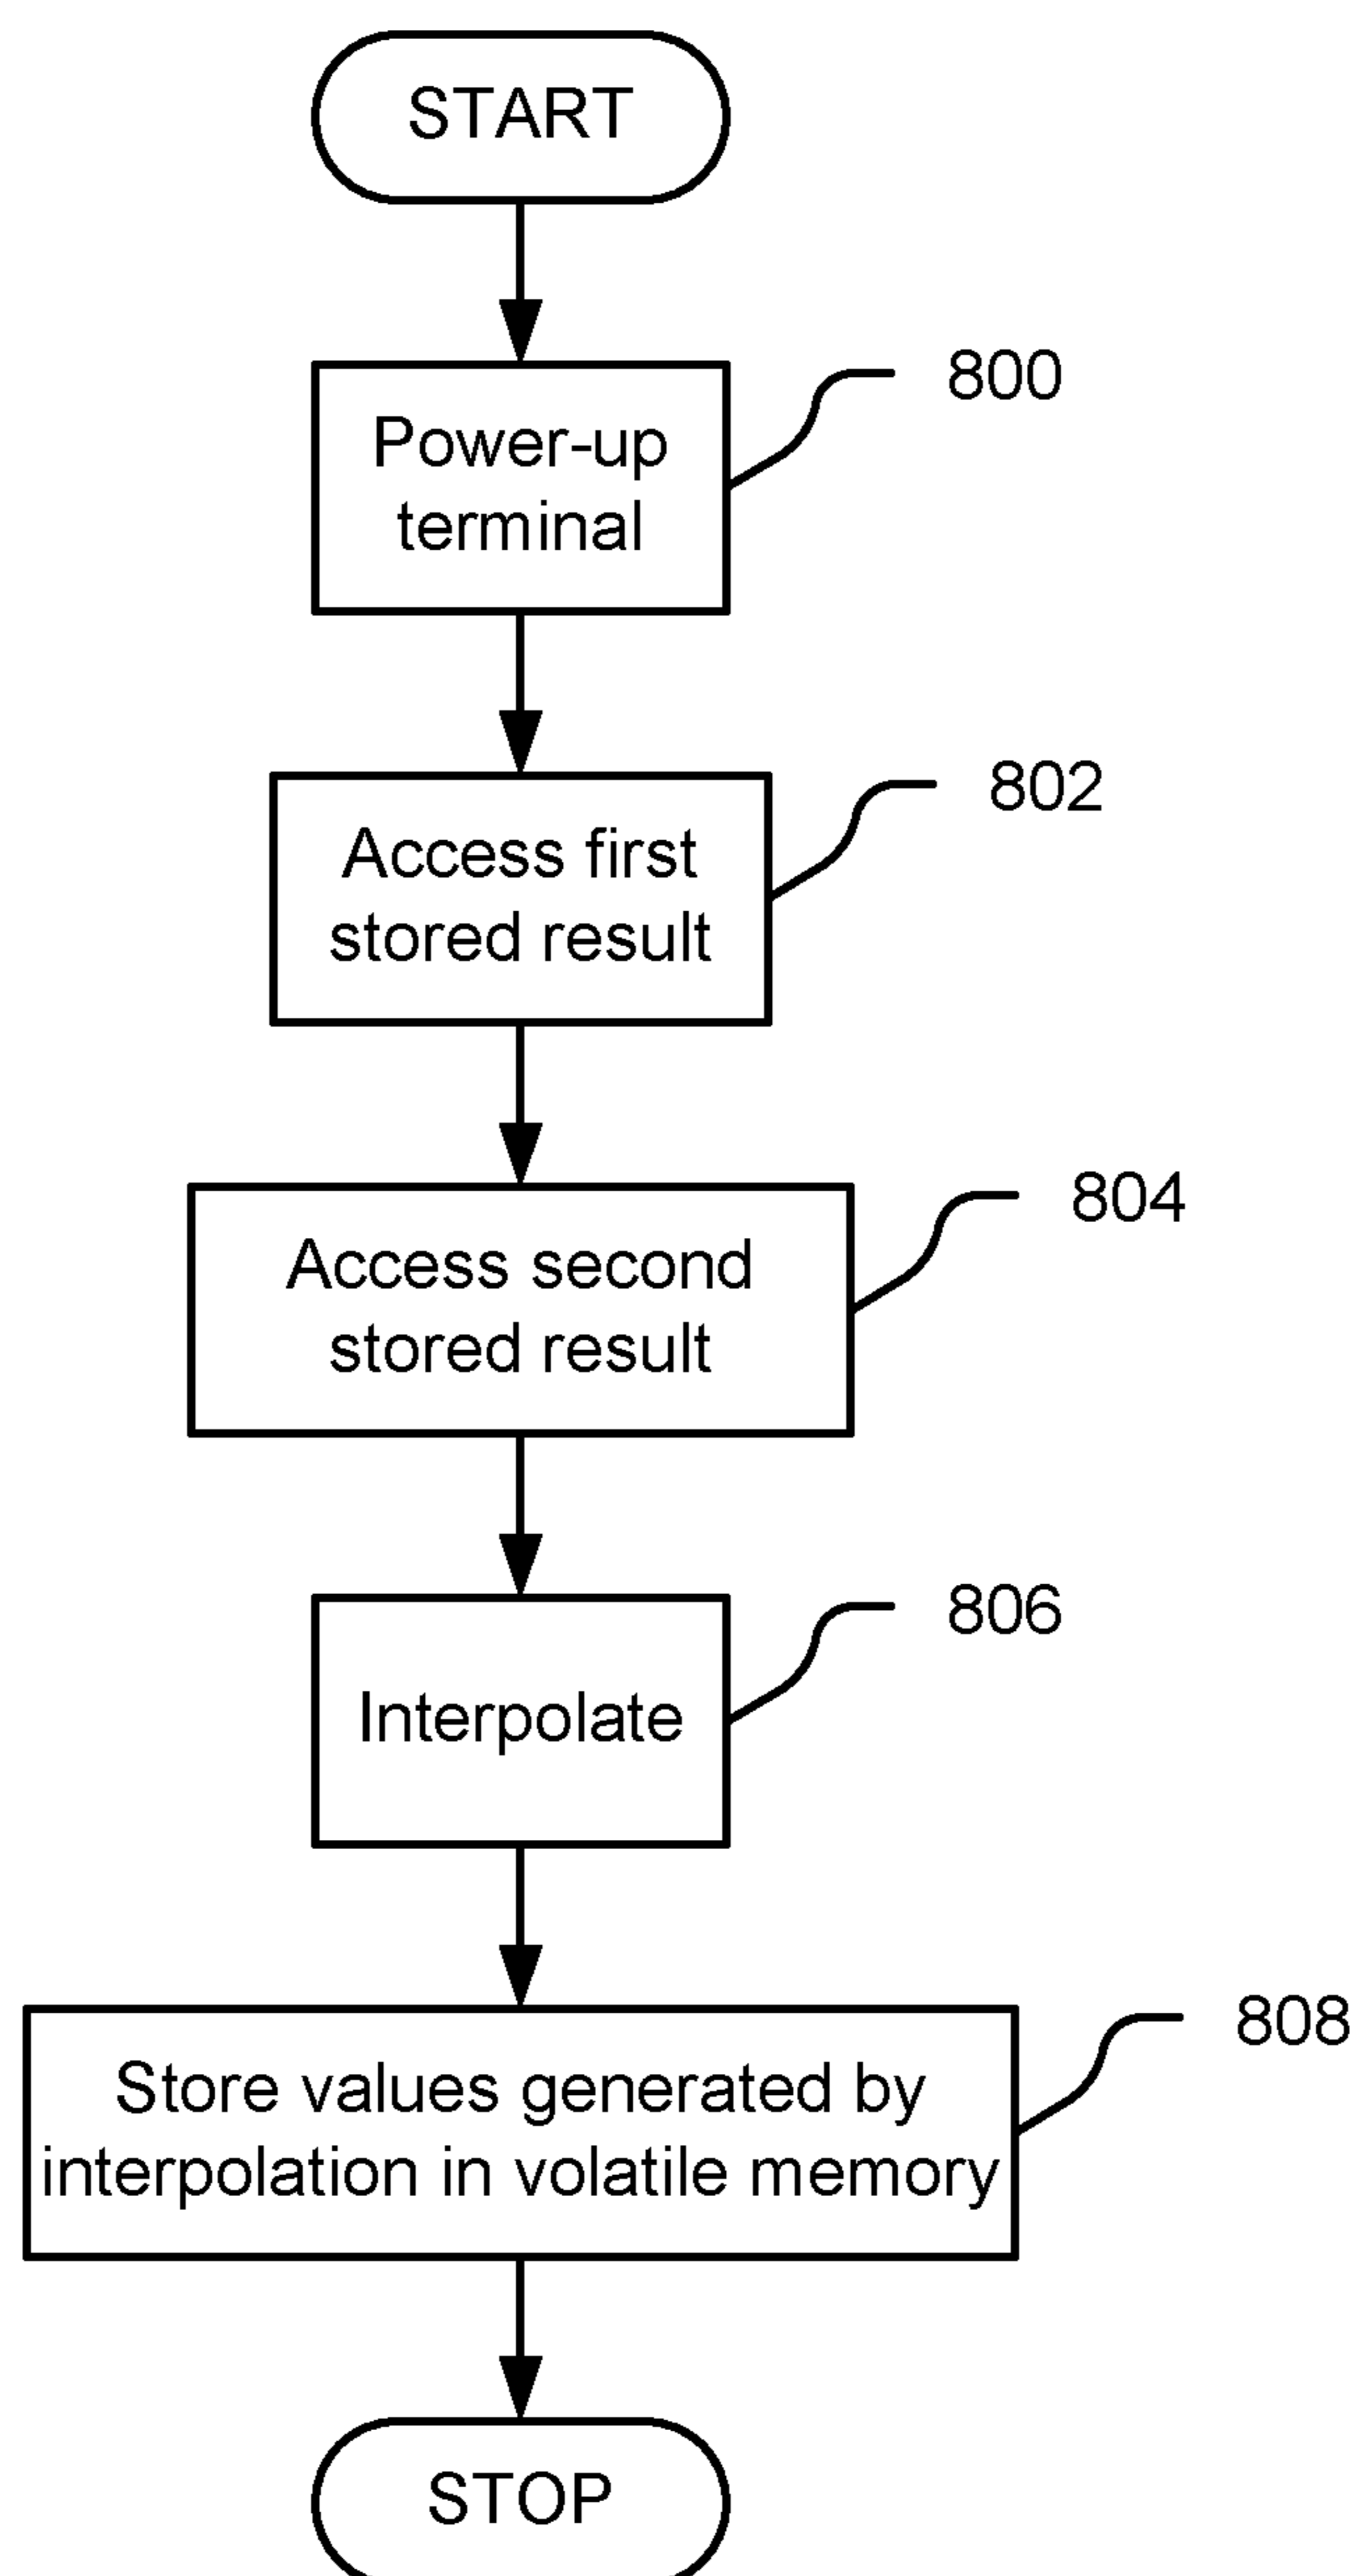 START
800
Power-up
terminal
802
Access first
stored result
804
Access second
stored result
806
Interpolate
808
Store values generated by
interpolation in volatile memory
STOP